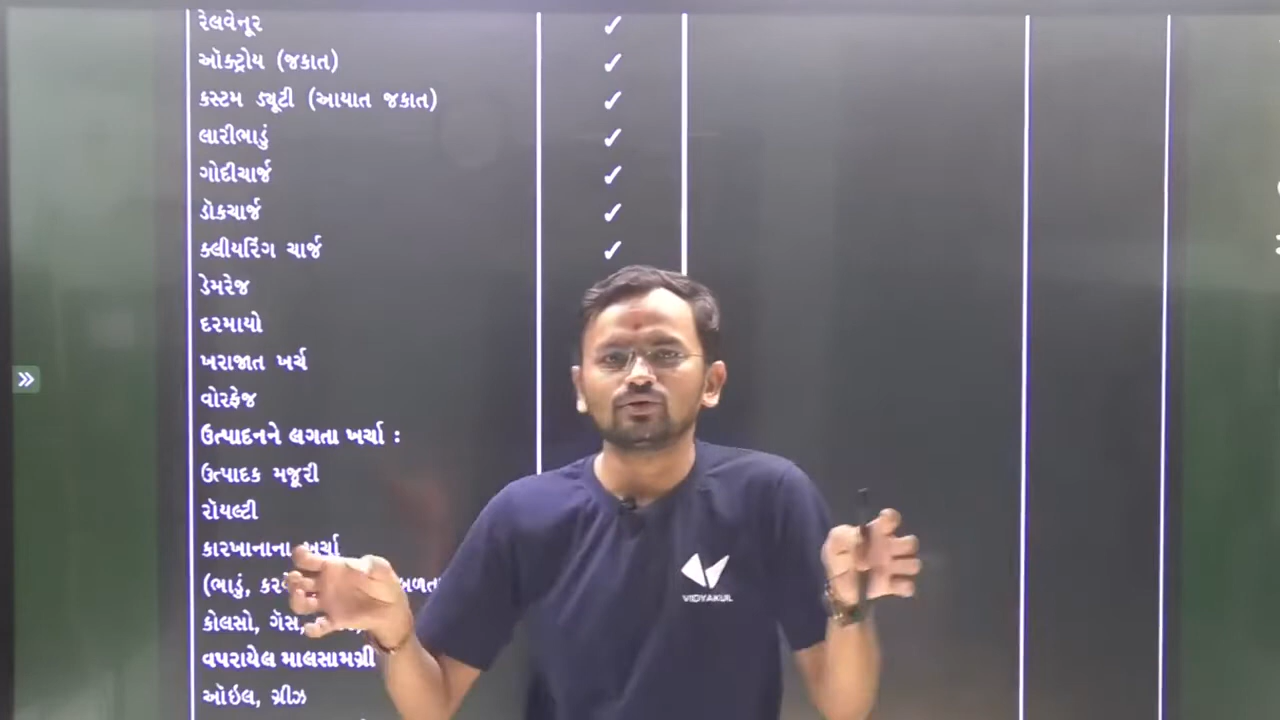 રેલવેનૂર ✓
ઑક્ટ્રોય (જકાત) ✓
કસ્ટમ ડ્યૂટી (આયાત જકાત) ✓
લારીભાડું ✓
ગોદીચાર્જ ✓
ડૉકચાર્જ ✓
ક્લીયરિંગ ચાર્જ ✓
ડેમરેજ
દરમાયો
ખરાજાત ખર્ચ
વોરફેજ
ઉત્પાદનને લગતા ખર્ચા :
ઉત્પાદક મજૂરી
રૉયલ્ટી
કારખાનાના
(ભાડું,
કોલસો, ગૅસ,
વપરાયેલ માલસામગ્રી
ઑઇલ, ગ્રીઝ
VIDYAKUL